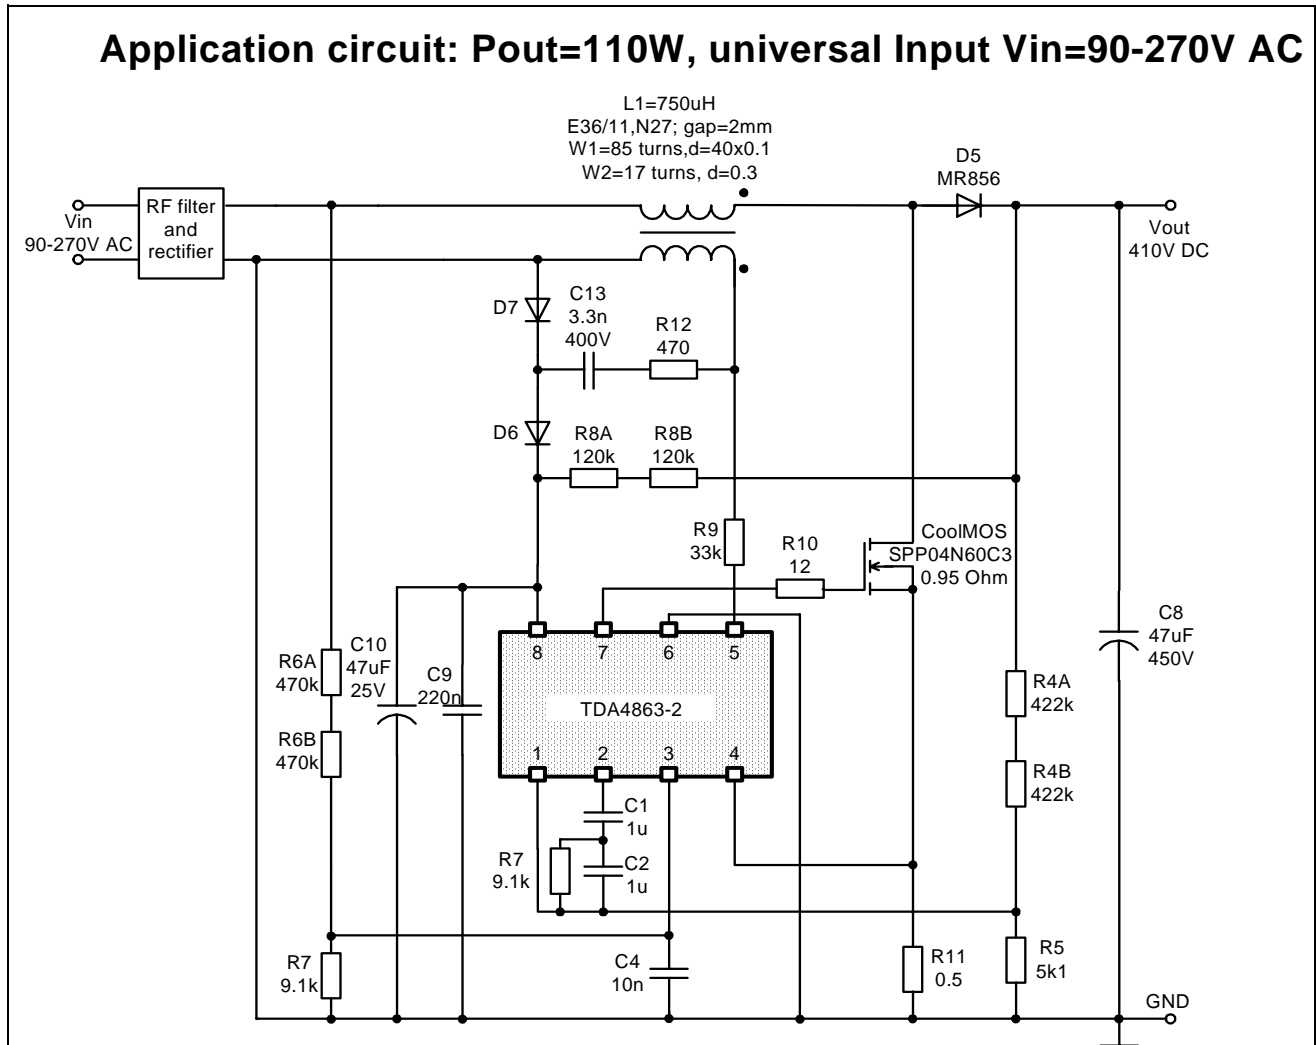 Application circuit: Pout=110W, universal Input Vin=90-270V AC
L1=750uH
E36/11,N27; gap=2mm
W1=85 turns,d=40x0.1
W2=17 turns, d=0.3
D5
MR856
RF filter
and
rectifier
Vin
90-270V AC
Vout
410V DC
D7
C13
3.3n
400V
R12
470
D6
R8A
120k
R8B
120k
R9
33k
R10
12
CoolMOS
SPP04N60C3
0.95 Ohm
8
7
6
5
TDA4863-2
1
2
3
4
C10
47uF
25V
C9
220n
R6A
470k
R6B
470k
C8
47uF
450V
R4A
422k
R4B
422k
C1
1u
R7
9.1k
C2
1u
R7
9.1k
C4
10n
R11
0.5
R5
5k1
GND